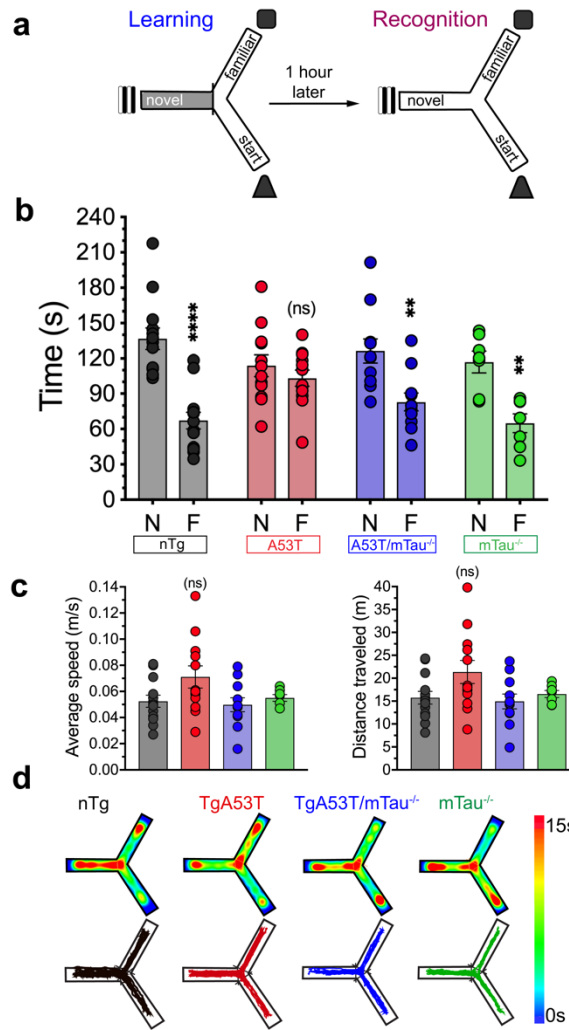 a
Learning
Recognition
familiar
novel
start
1 hour
later
familiar
novel
start
b
Time (s)
240
210
180
150
120
90
60
30
0
****
(ns)
**
**
N F N F N F N F
nTg A53T A53T/mTau-/- mTau-/-
c
Average speed (m/s)
0.14
0.12
0.10
0.08
0.06
0.04
0.02
0.00
(ns)
Distance traveled (m)
40
35
30
25
20
15
10
5
0
(ns)
d
nTg TgA53T TgA53T/mTau-/- mTau-/-
15s
0s